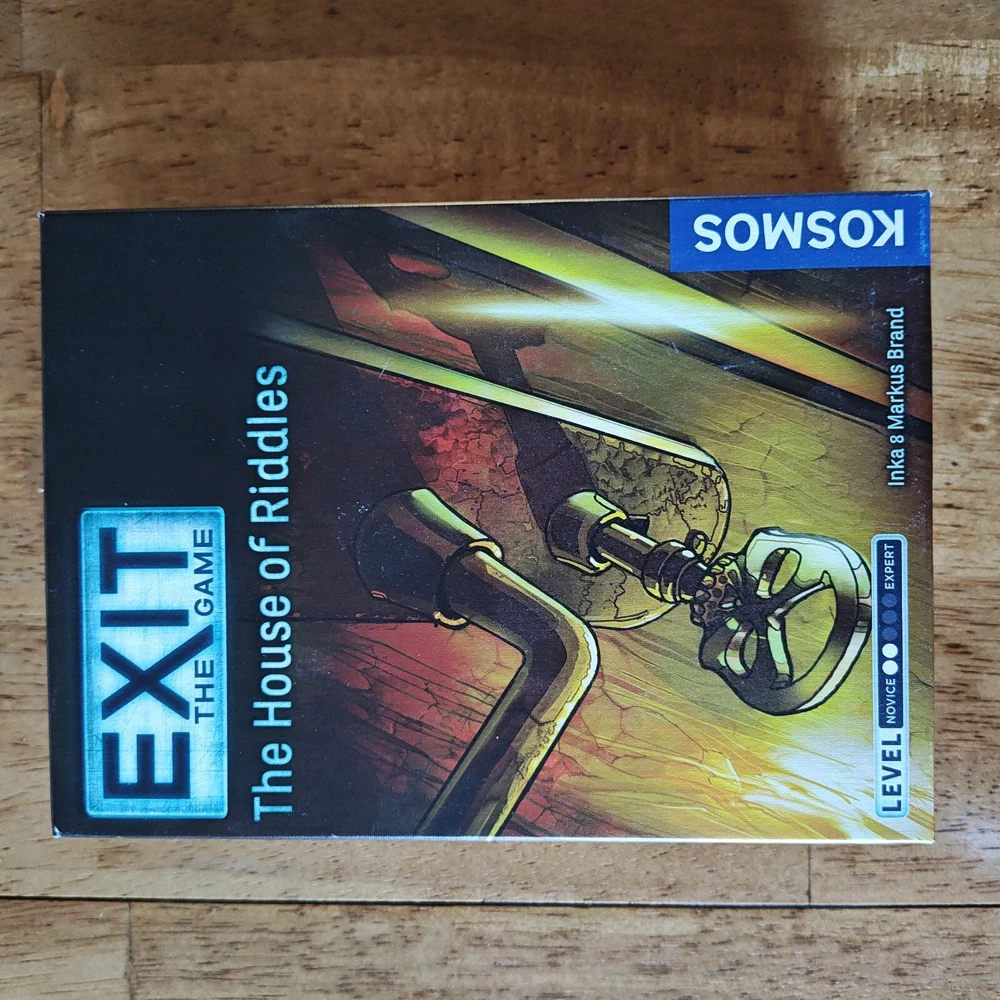 EXIT
THE GAME
The House of Riddles
KOSMOS
Inka & Markus Brand
LEVEL NOVICE EXPERT